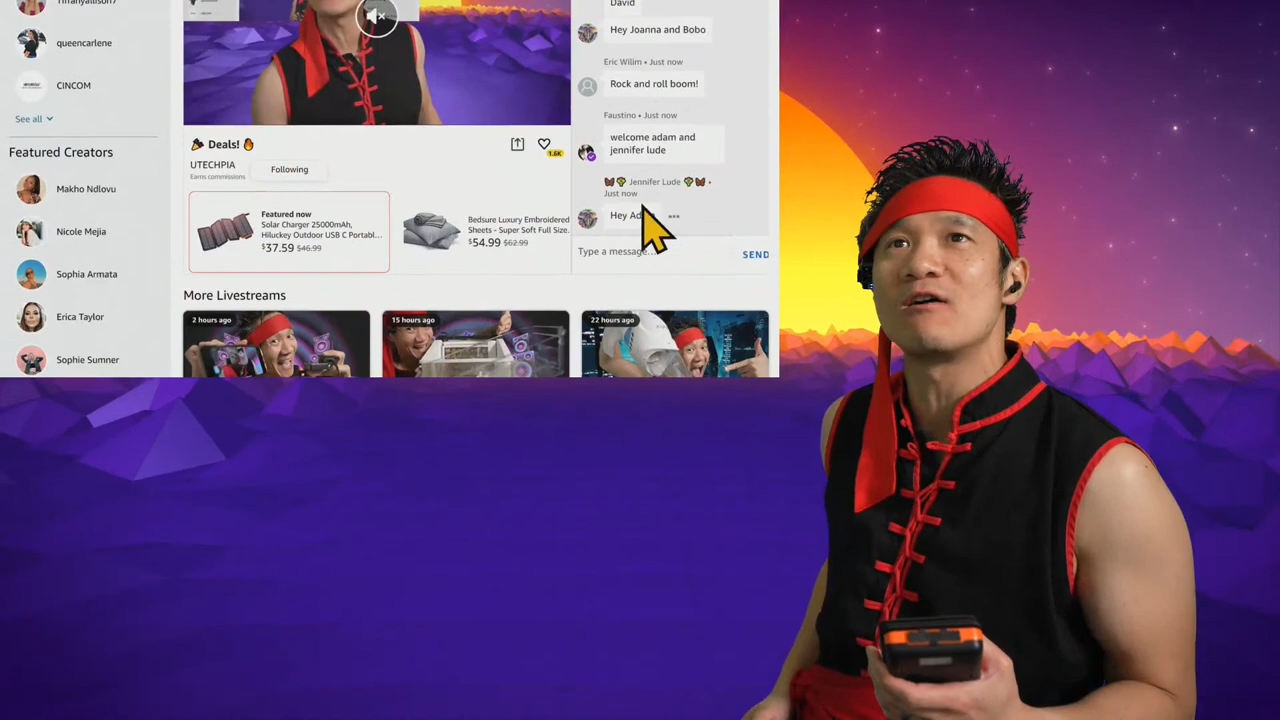 Tiffanyallison7
queencarlene
CINCOM
See all
Featured Creators
Makho Ndlovu
Nicole Mejia
Sophia Armata
Erica Taylor
Sophie Sumner
Deals!
1.6K
UTECHPIA
Earns commissions
Following
Featured now
Solar Charger 25000mAh,
Hiluckey Outdoor USB C Portabl...
$37.59 $46.99
Bedsure Luxury Embroidered
Sheets - Super Soft Full Size
$54.99 $62.99
More Livestreams
2 hours ago
15 hours ago
22 hours ago
David
Hey Joanna and Bobo
Eric Wilim • Just now
Rock and roll boom!
Faustino • Just now
welcome adam and
jennifer lude
Jennifer Lude •
Just now
Hey
Type a message...
SEND